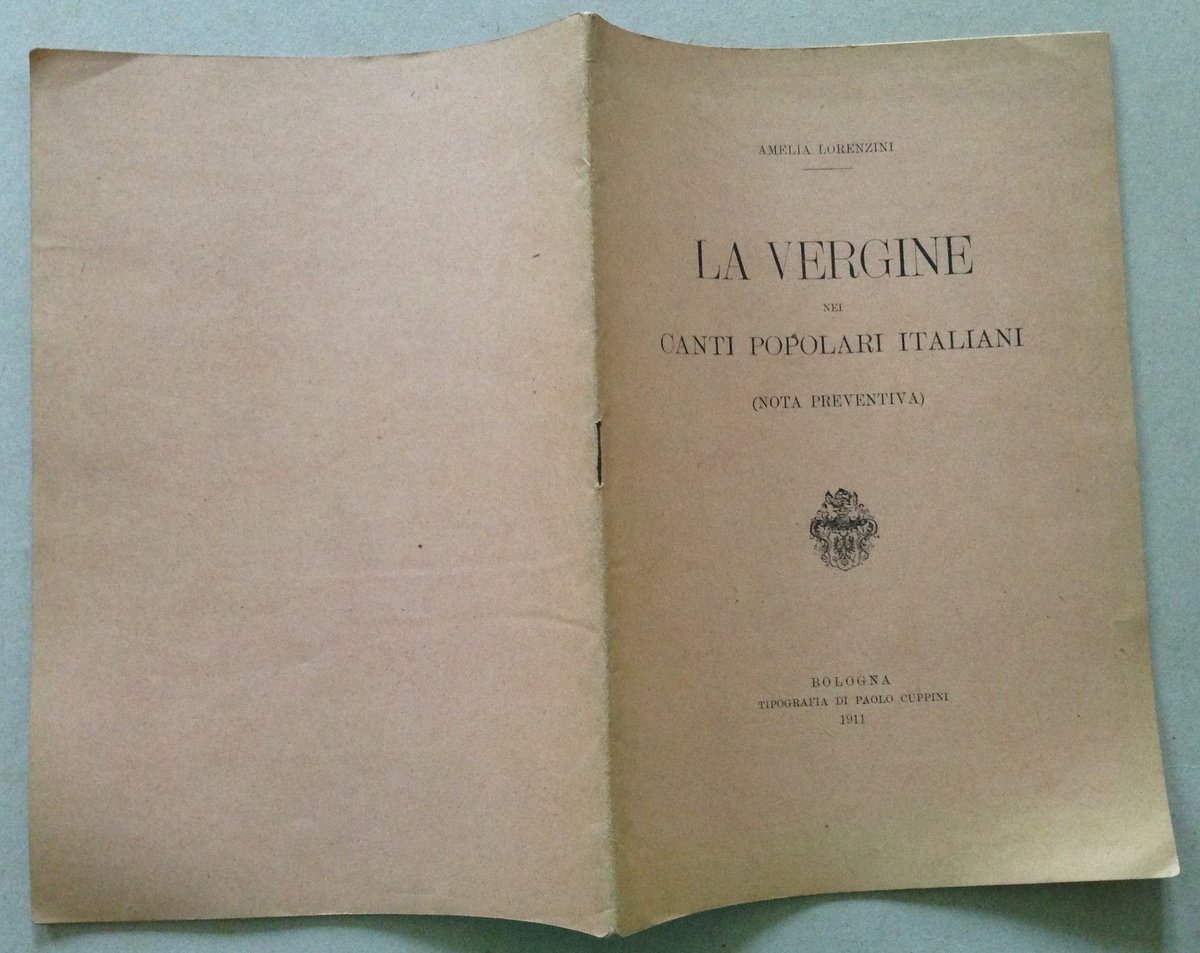 AMELIA LORENZINI
LA VERGINE
NEI
CANTI POPOLARI ITALIANI
(NOTA PREVENTIVA)
BOLOGNA
TIPOGRAFIA DI PAOLO CUPPINI
1911